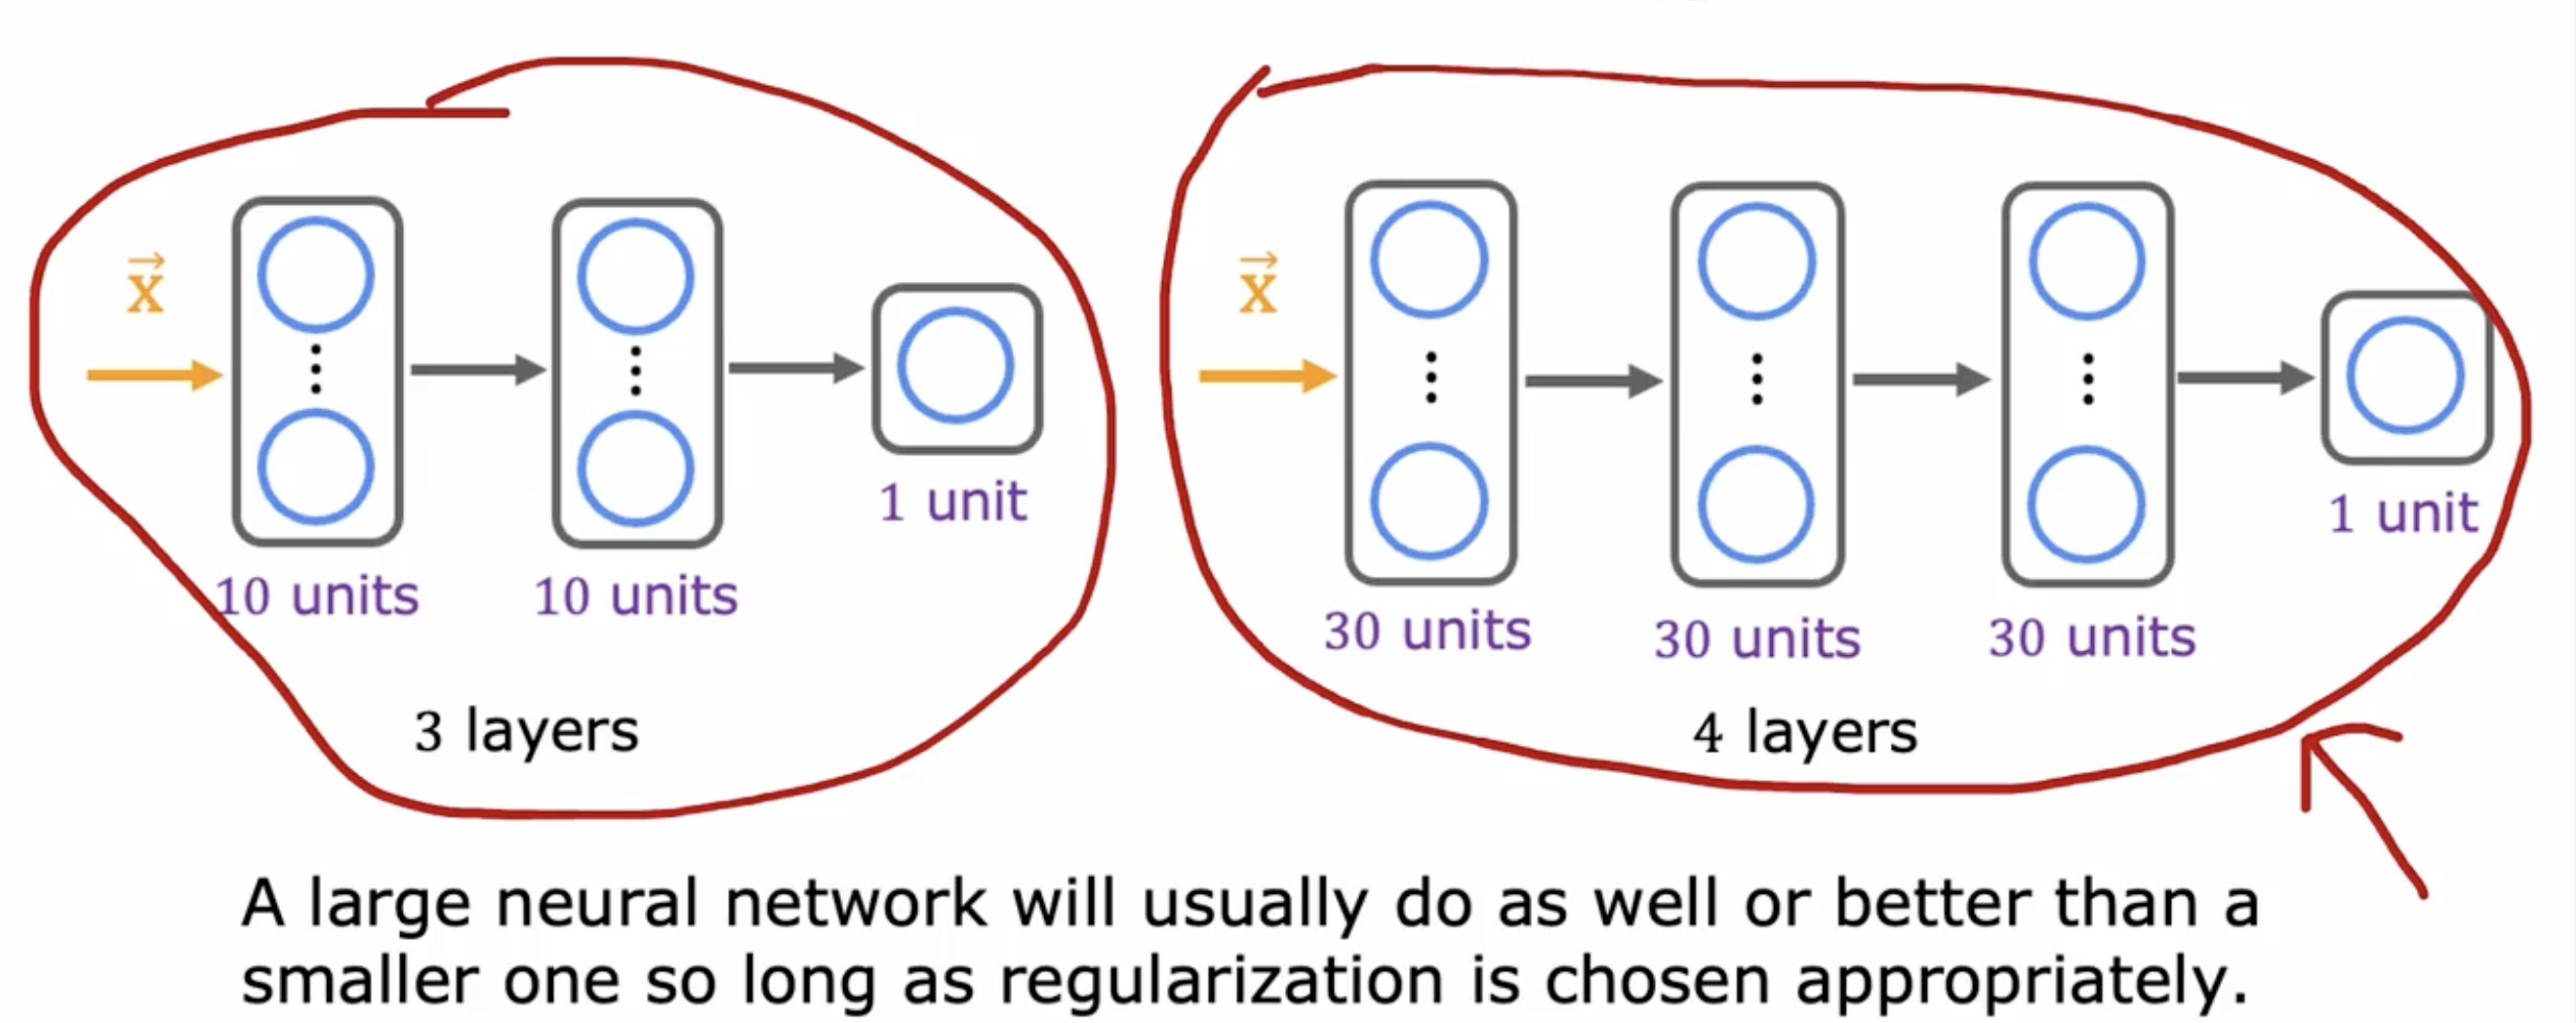 x⃗
10 units
10 units
1 unit
3 layers
x⃗
30 units
30 units
30 units
1 unit
4 layers
A large neural network will usually do as well or better than a
smaller one so long as regularization is chosen appropriately.